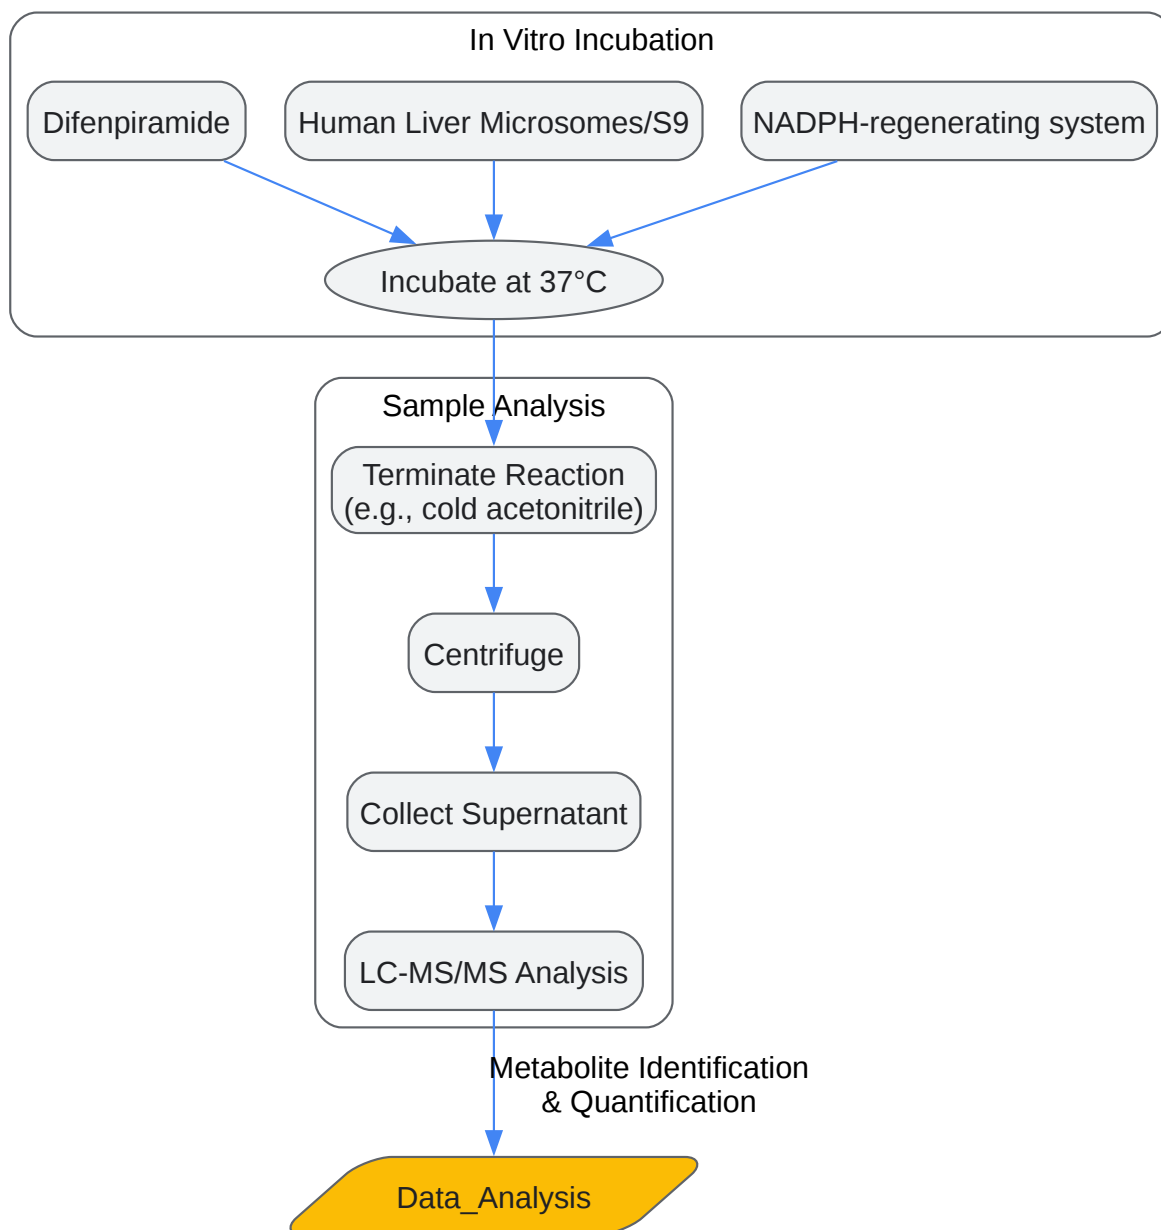 In Vitro Incubation
Difenpiramide
Human Liver Microsomes/S9
NADPH-regenerating system
Incubate at 37°C
Sample Analysis
Terminate Reaction
(e.g., cold acetonitrile)
Centrifuge
Collect Supernatant
LC-MS/MS Analysis
Metabolite Identification
& Quantification
Data_Analysis